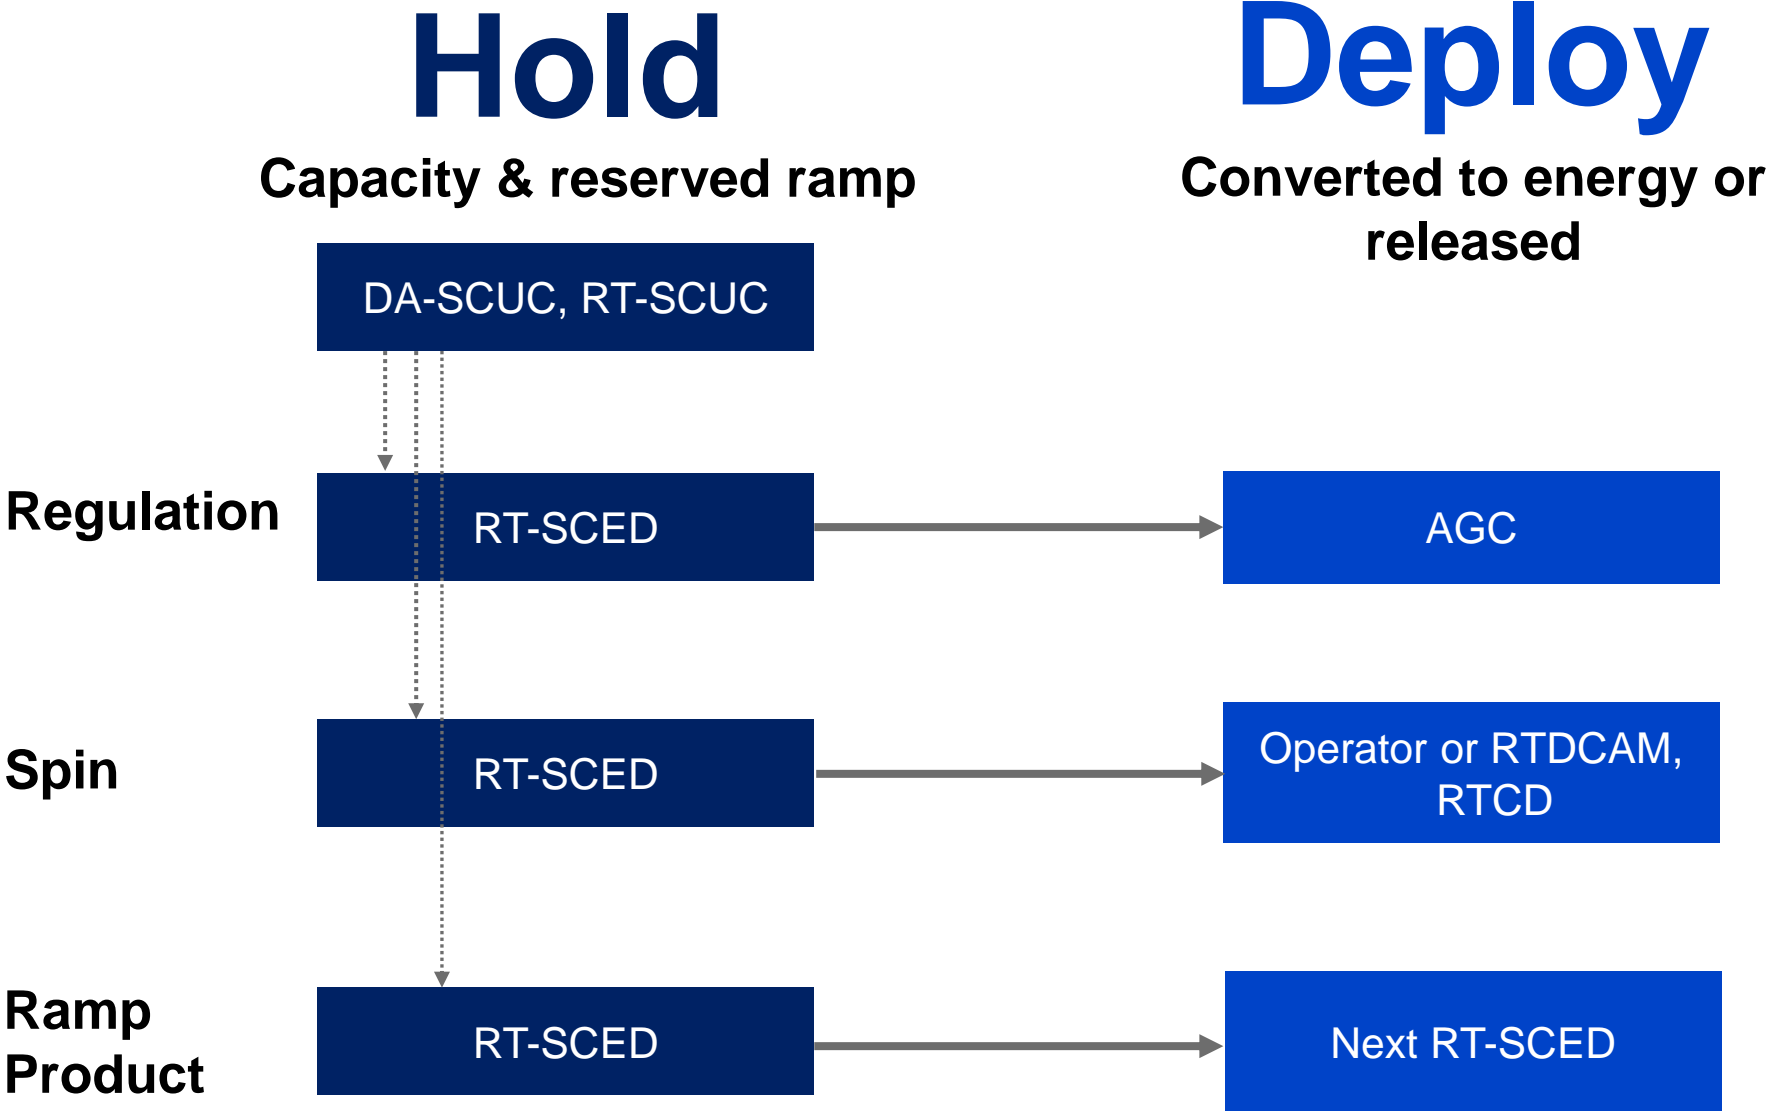 Hold
Deploy
Capacity & reserved ramp
Converted to energy or
released
DA-SCUC, RT-SCUC
Regulation
RT-SCED
AGC
Spin
RT-SCED
Operator or RTDCAM,
RTCD
Ramp
Product
RT-SCED
Next RT-SCED